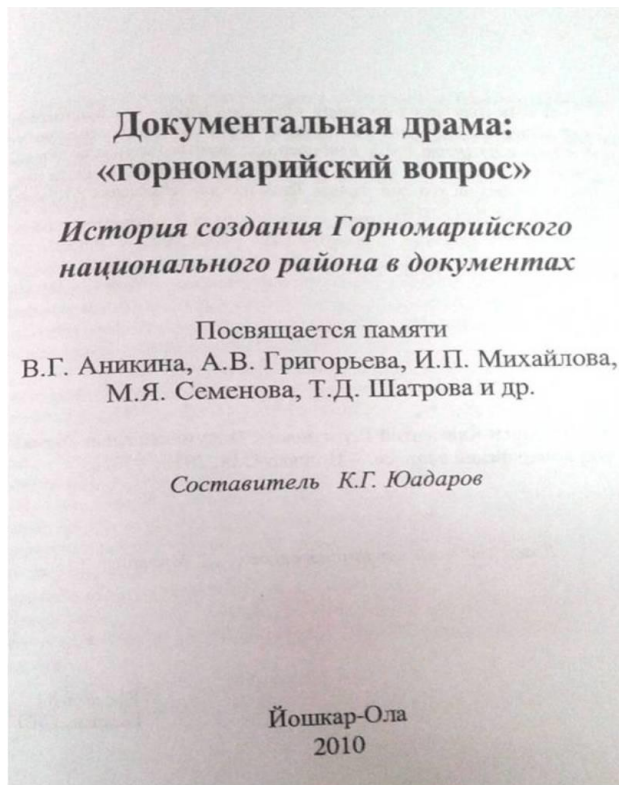 Документальная драма:
«горномарийский вопрос»
История создания Горномарийского
национального района в документах
Посвящается памяти
В.Г. Аникина, А.В. Григорьева, И.П. Михайлова,
М.Я. Семенова, Т.Д. Шатрова и др.
Составитель К.Г. Юадаров
Йошкар-Ола
2010